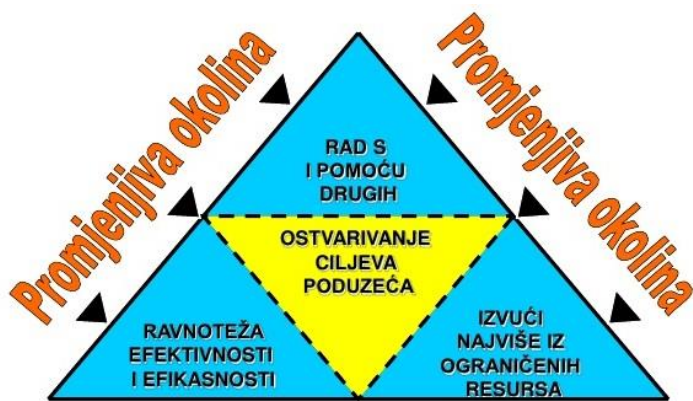 Promjenjiva okolina
Promjenjiva okolina
RAD S
I POMOĆU
DRUGIH
OSTVARIVANJE
CILJEVA
PODUZEĆA
RAVNOTEŽA
EFEKTIVNOSTI
I EFIKASNOSTI
IZVUĆI
NAJVIŠE IZ
OGRANIČENIH
RESURSA